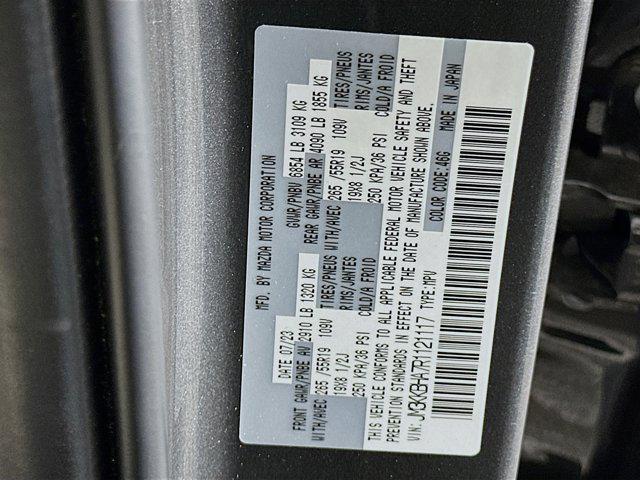 MFD. BY MAZDA MOTOR CORPORATION
DATE 07/23 GVWR/PNBV 6854 LB 3109 KG
FRONT GAWR/PNBE AV 2910 LB 1320 KG REAR GAWR/PNBE AR 4090 LB 1855 KG
WITH/AVEC 265 /55R19 109V TIRES/PNEUS WITH/AVEC 265 /55R19 109V TIRES/PNEUS
19X8 1/2J RIMS/JANTES 19X8 1/2J RIMS/JANTES
250 KPA/36 PSI COLD/A FROID 250 KPA/36 PSI COLD/A FROID
THIS VEHICLE CONFORMS TO ALL APPLICABLE FEDERAL MOTOR VEHICLE SAFETY AND THEFT
PREVENTION STANDARDS IN EFFECT ON THE DATE OF MANUFACTURE SHOWN ABOVE.
VIN: JM3KKBHA7R1121117 TYPE:MPV COLOR CODE:46G MADE IN JAPAN